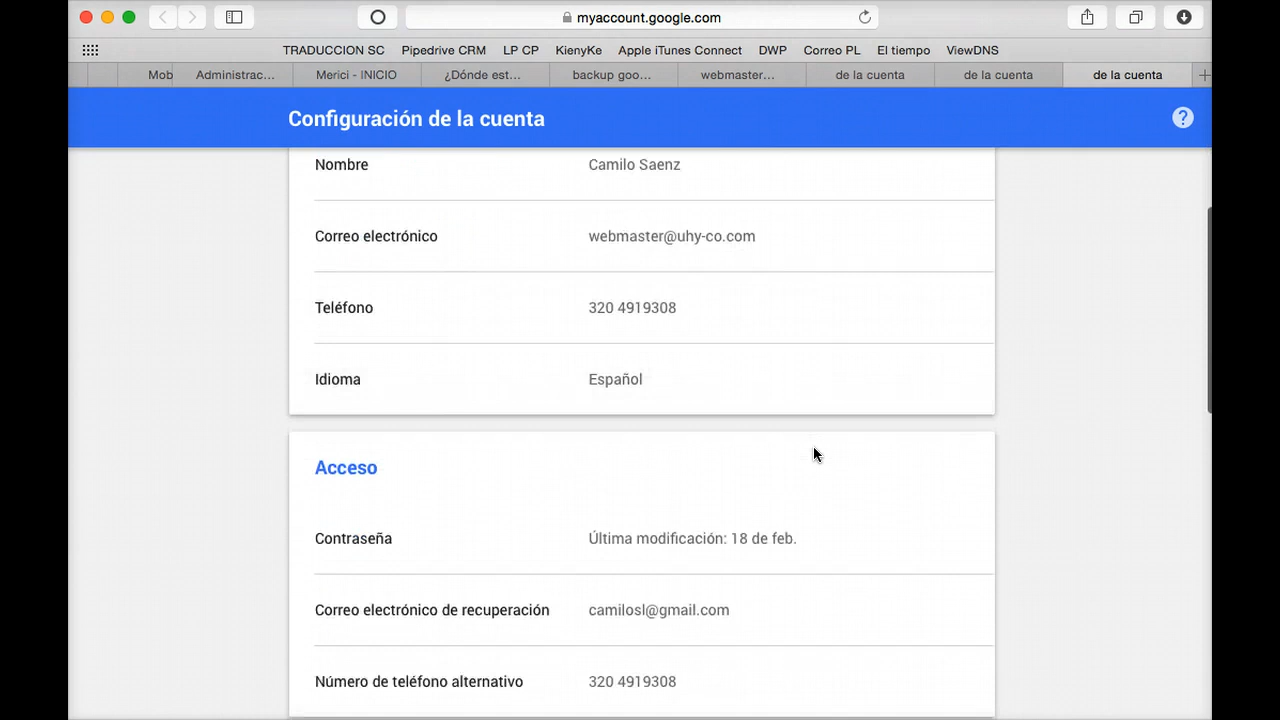 myaccount.google.com
TRADUCCION SC Pipedrive CRM LP CP KienyKe Apple iTunes Connect DWP Correo PL El tiempo ViewDNS
Mob Administrac... Merici - INICIO ¿Dónde est... backup goo... webmaster... de la cuenta de la cuenta de la cuenta
Configuración de la cuenta ?
Nombre Camilo Saenz
Correo electrónico webmaster@uhy-co.com
Teléfono 320 4919308
Idioma Español
Acceso
Contraseña Última modificación: 18 de feb.
Correo electrónico de recuperación camilosl@gmail.com
Número de teléfono alternativo 320 4919308